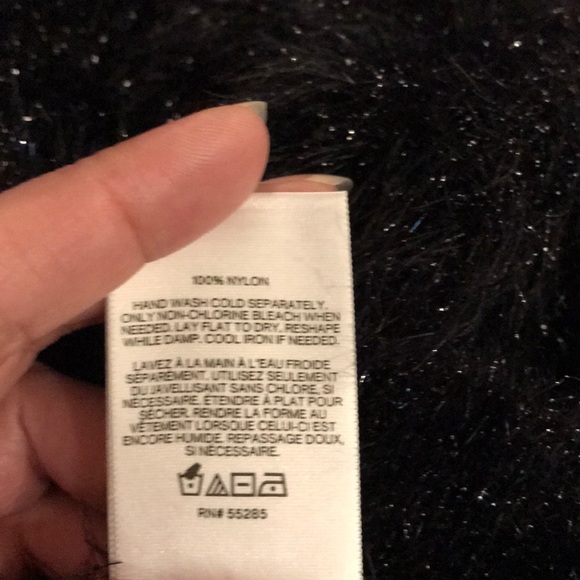 100% NYLON
HAND WASH COLD SEPARATELY.
ONLY NON-CHLORINE BLEACH WHEN
NEEDED. LAY FLAT TO DRY. RESHAPE
WHILE DAMP. COOL IRON IF NEEDED.
LAVEZ À LA MAIN À L'EAU FROIDE
SÉPAREMENT. UTILISEZ SEULEMENT
DU JAVELLISANT SANS CHLORE, SI
NÉCESSAIRE. ÉTENDRE À PLAT POUR
SÉCHER. RENDRE LA FORME AU
VÊTEMENT LORSQUE CELUI-CI EST
ENCORE HUMIDE. REPASSAGE DOUX,
SI NÉCESSAIRE.
RN# 55285